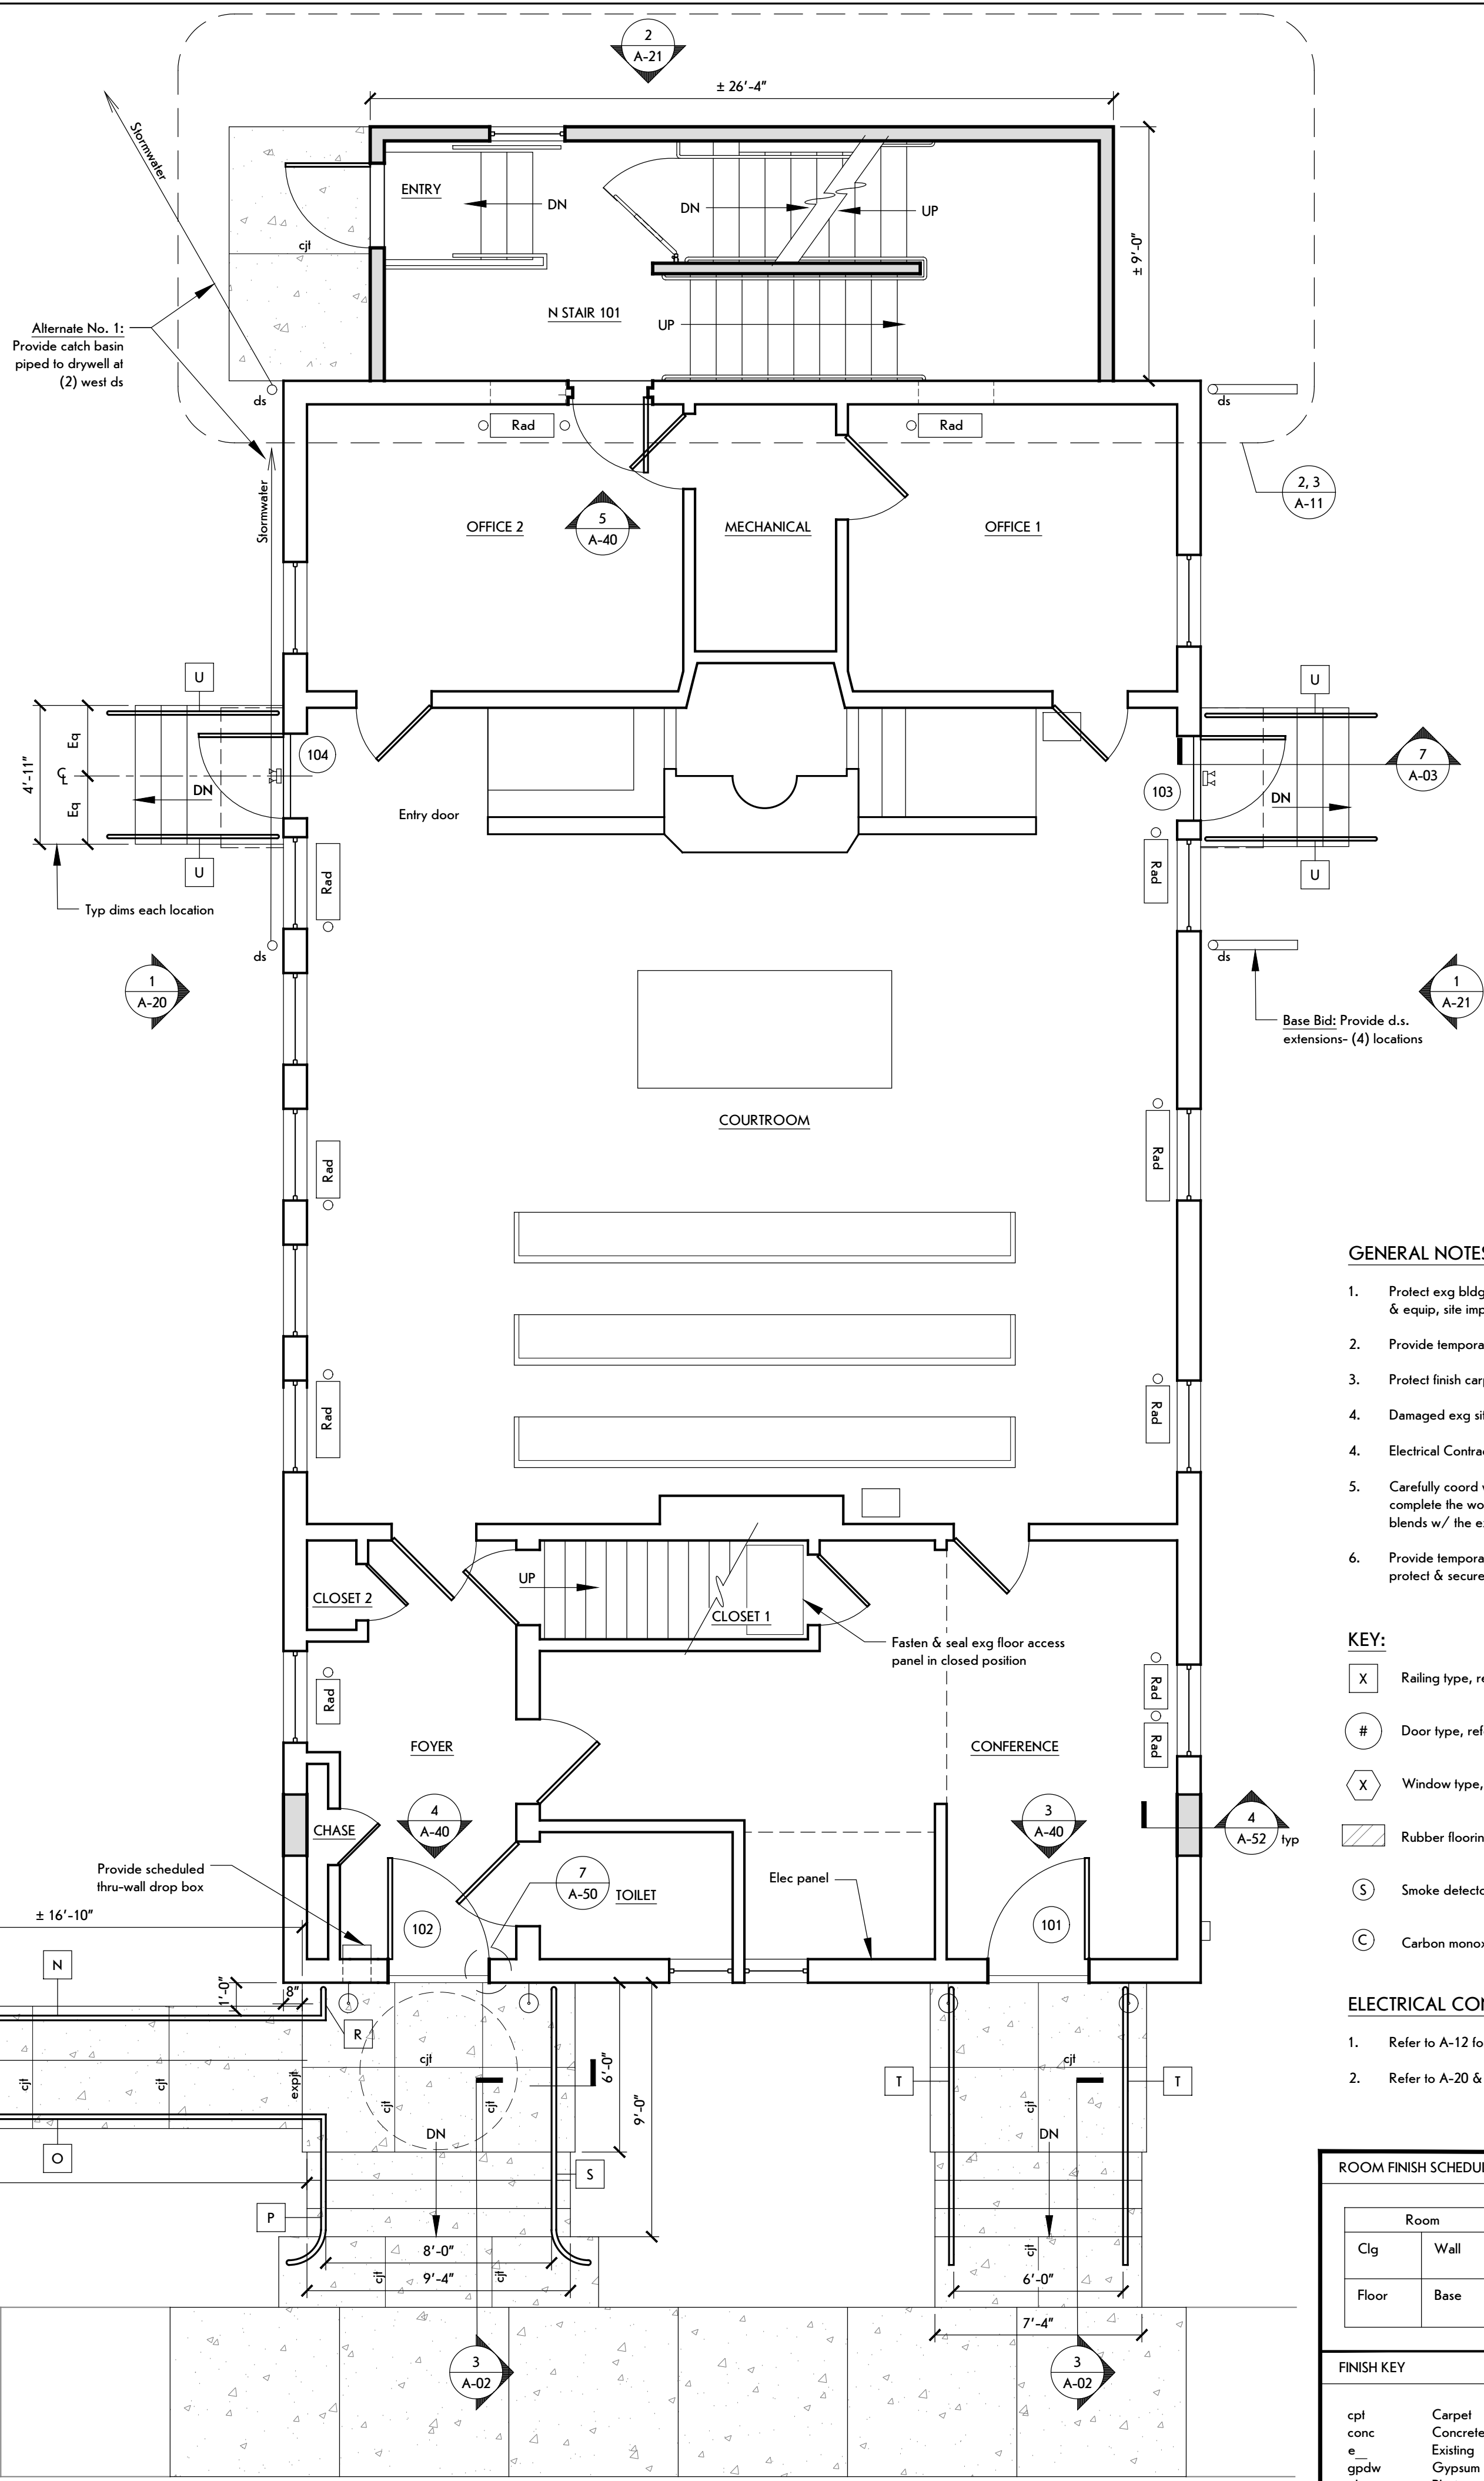 2
A-21
± 26'-4"
Stormwater
ENTRY
DN
DN
UP
cjt
± 9'-0"
N STAIR 101
UP
Alternate No. 1:
Provide catch basin
piped to drywell at
(2) west ds
ds
ds
Rad
Rad
2, 3
A-11
Stormwater
OFFICE 2
5
A-40
MECHANICAL
OFFICE 1
U
U
4'-11"
Eq
Eq
CL
104
DN
Entry door
103
DN
7
A-03
U
U
Rad
Rad
Typ dims each location
ds
ds
1
A-20
1
A-21
Base Bid: Provide d.s.
extensions- (4) locations
COURTROOM
Rad
Rad
Rad
Rad
GENERAL NOTES
1. Protect exg bldg
& equip, site imp
2. Provide tempora
3. Protect finish car
4. Damaged exg sit
4. Electrical Contra
5. Carefully coord
complete the wo
blends w/ the e
6. Provide tempora
protect & secure
UP
CLOSET 2
CLOSET 1
Fasten & seal exg floor access
panel in closed position
Rad
Rad
Rad
FOYER
CONFERENCE
CHASE
4
A-40
3
A-40
4
A-52
typ
Provide scheduled
thru-wall drop box
7
A-50
TOILET
Elec panel
102
101
KEY:
X Railing type, re
# Door type, ref
X Window type,
Rubber floorin
S Smoke detecto
C Carbon monox
± 16'-10"
N
1'-0"
8"
R
cjt
cjt
expjt
cjt
cjt
cjt
6'-0"
9'-0"
DN
O
S
P
8'-0"
9'-4"
cjt
cjt
T
T
cjt
cjt
DN
cjt
6'-0"
7'-4"
3
A-02
3
A-02
ELECTRICAL CON
1. Refer to A-12 fo
2. Refer to A-20 &
ROOM FINISH SCHEDU
Room
Clg Wall
Floor Base
FINISH KEY
cpt Carpet
conc Concrete
e__ Existing
gpdw Gypsum